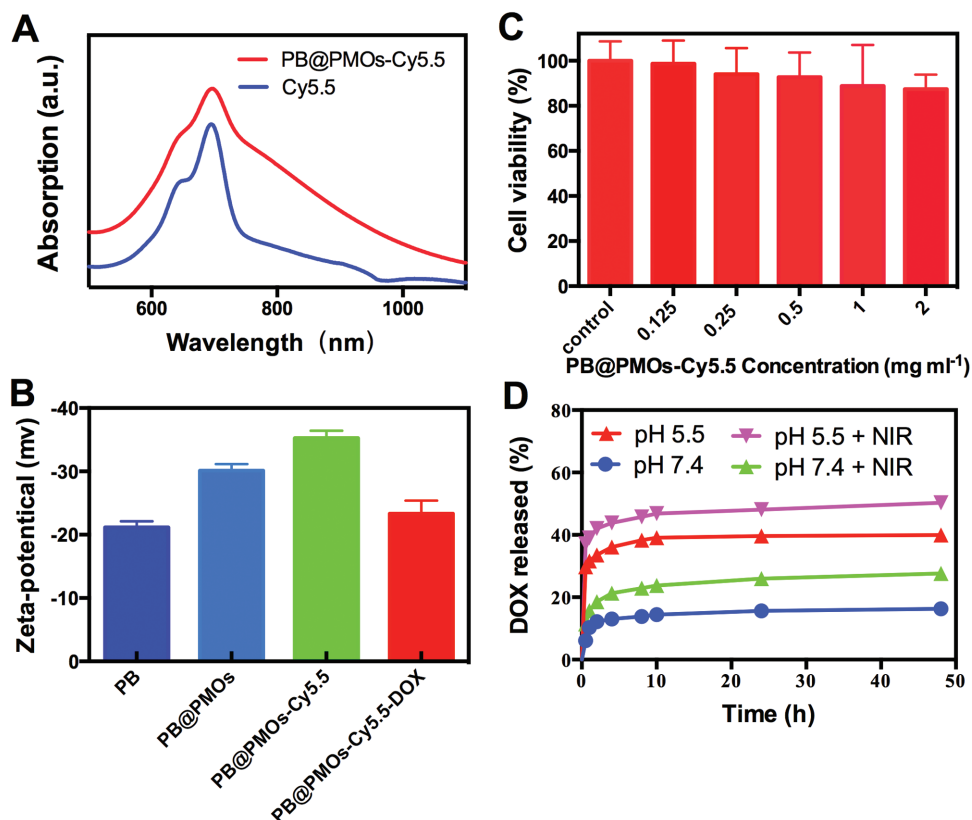 A
PB@PMOs-Cy5.5
Cy5.5
Absorption (a.u.)
600
800
1000
Wavelength (nm)
B
-40
-30
-20
-10
0
Zeta-potentical (mv)
PB
PB@PMOs
PB@PMOs-Cy5.5
PB@PMOs-Cy5.5-DOX
C
100
80
60
40
20
0
Cell viability (%)
control
0.125
0.25
0.5
1
2
PB@PMOs-Cy5.5 Concentration (mg ml⁻¹)
D
80
60
40
20
0
DOX released (%)
pH 5.5
pH 5.5 + NIR
pH 7.4
pH 7.4 + NIR
0
10
20
30
40
50
Time (h)